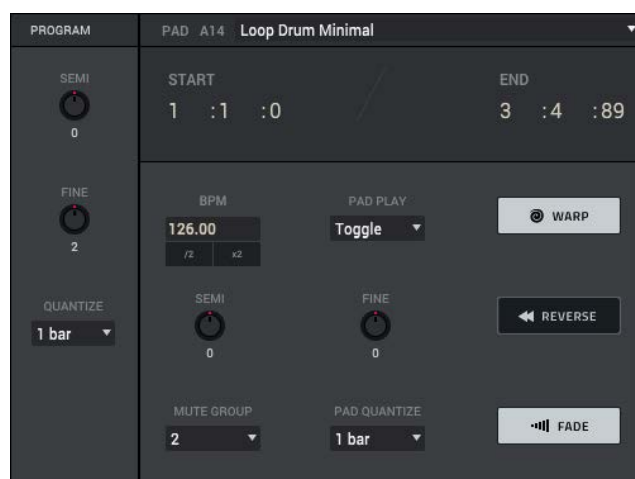 PROGRAM
PAD A14 Loop Drum Minimal
SEMI
0
FINE
2
QUANTIZE
1 bar
START
1 :1 :0
END
3 :4 :89
BPM
126.00
/2 x2
PAD PLAY
Toggle
WARP
SEMI
0
FINE
0
REVERSE
MUTE GROUP
2
PAD QUANTIZE
1 bar
FADE